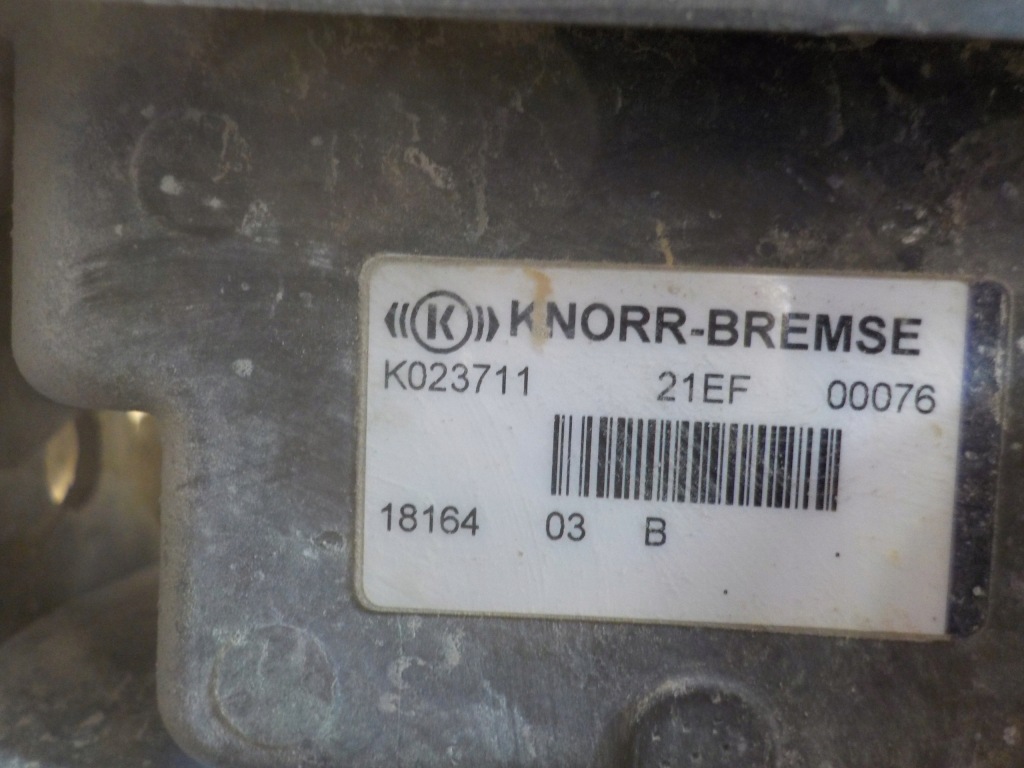 K KNORR-BREMSE
K023711 21EF 00076
18164 03 B